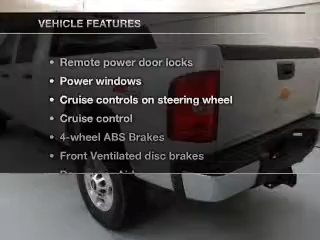 VEHICLE FEATURES
• Remote power door locks
• Power windows
• Cruise controls on steering wheel
• Cruise control
• 4-wheel ABS Brakes
• Front Ventilated disc brakes